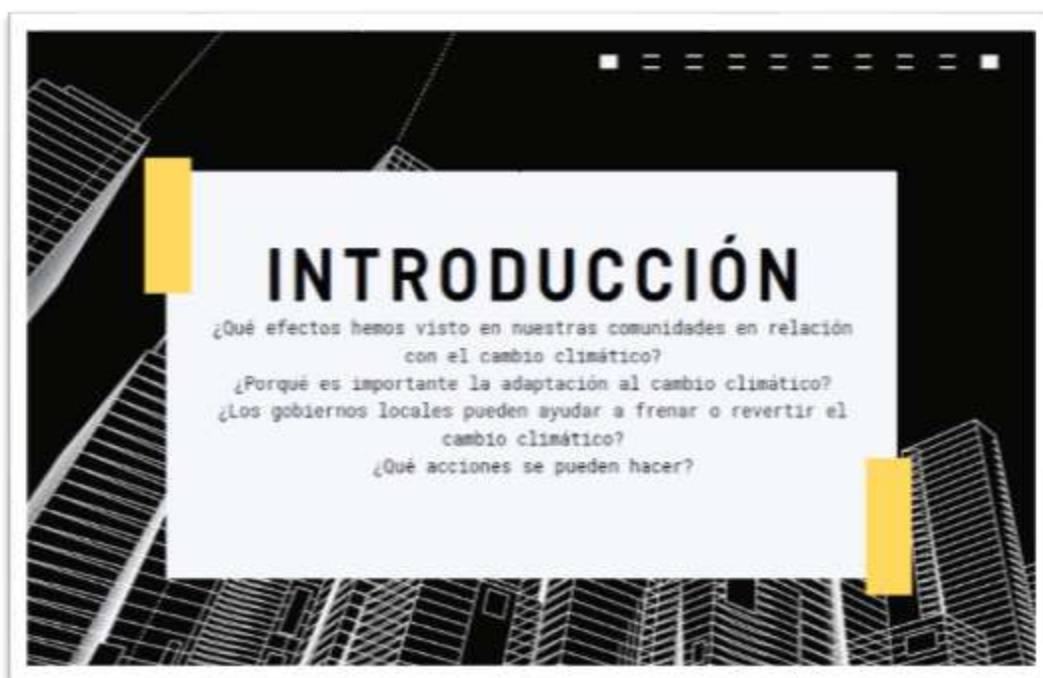 INTRODUCCIÓN
¿Qué efectos hemos visto en nuestras comunidades en relación
con el cambio climático?
¿Porqué es importante la adaptación al cambio climático?
¿Los gobiernos locales pueden ayudar a frenar o revertir el
cambio climático?
¿Qué acciones se pueden hacer?